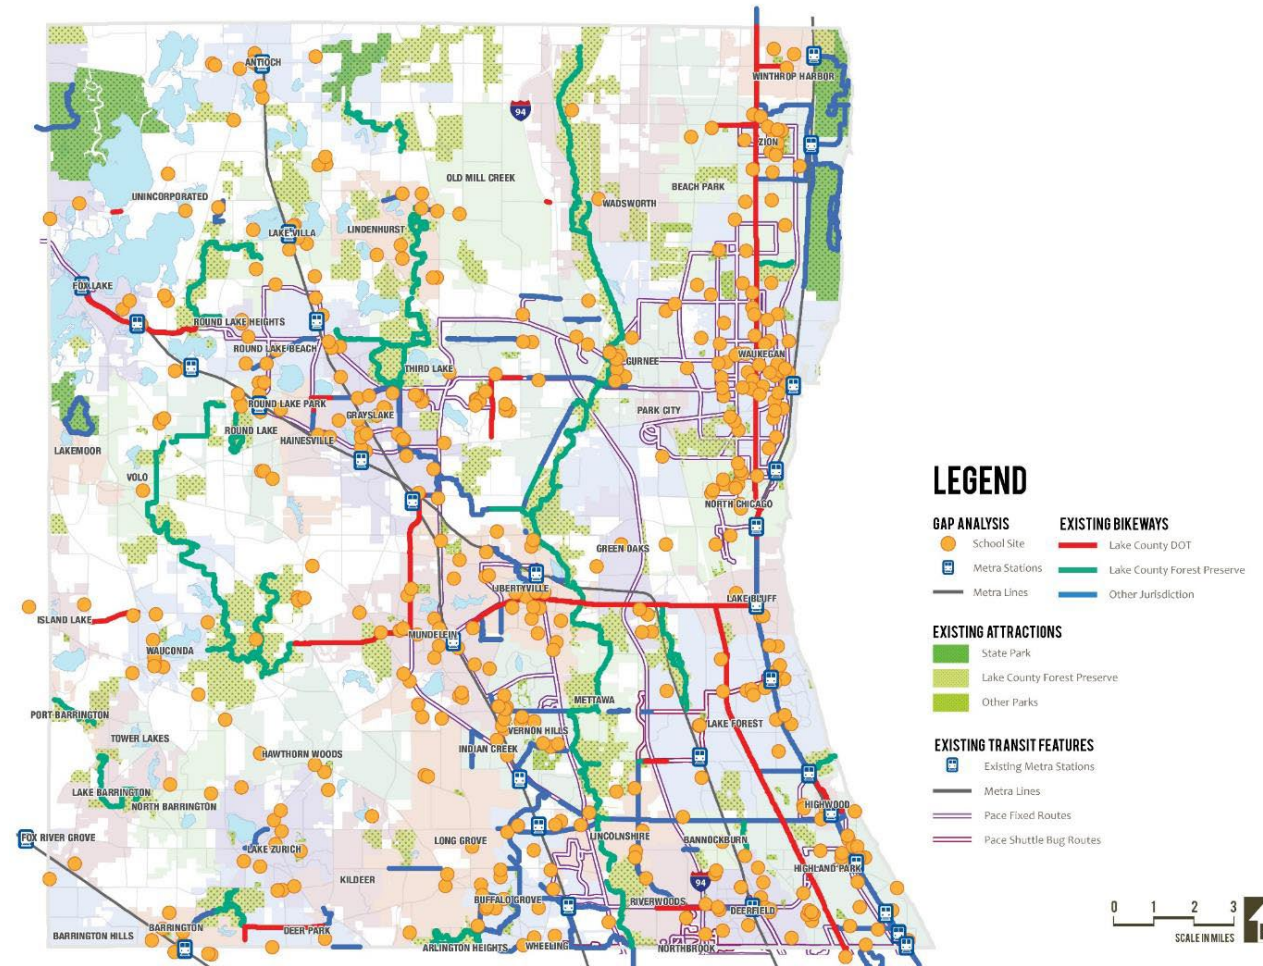 ANTIOCH
94
WINTHROP HARBOR
ZION
OLD MILL CREEK
BEACH PARK
UNINCORPORATED
WADSWORTH
LAKE VILLA
LINDENHURST
FOX LAKE
ROUND LAKE HEIGHTS
ROUND LAKE BEACH
WAUKEGAN
GURNEE
THIRD LAKE
ROUND LAKE PARK
PARK CITY
GRAYSLAKE
ROUND LAKE
HAINESVILLE
LAKEMOOR
VOLO
NORTH CHICAGO
GREEN OAKS
LIBERTYVILLE
LAKE BLUFF
ISLAND LAKE
MUNDELEIN
WAUCONDA
METTAWA
PORT BARRINGTON
LAKE FOREST
VERNON HILLS
TOWER LAKES
INDIAN CREEK
HAWTHORN WOODS
LAKE BARRINGTON
NORTH BARRINGTON
HIGHWOOD
FOX RIVER GROVE
LINCOLNSHIRE
LONG GROVE
BANNOCKBURN
LAKE ZURICH
HIGHLAND PARK
KILDEER
94
BUFFALO GROVE
RIVERWOODS
DEERFIELD
BARRINGTON
DEER PARK
BARRINGTON HILLS
ARLINGTON HEIGHTS
WHEELING
NORTHBROOK
LEGEND
GAP ANALYSIS
School Site
Metra Stations
Metra Lines
EXISTING BIKEWAYS
Lake County DOT
Lake County Forest Preserve
Other Jurisdiction
EXISTING ATTRACTIONS
State Park
Lake County Forest Preserve
Other Parks
EXISTING TRANSIT FEATURES
Existing Metra Stations
Metra Lines
Pace Fixed Routes
Pace Shuttle Bug Routes
0 1 2 3
SCALE IN MILES